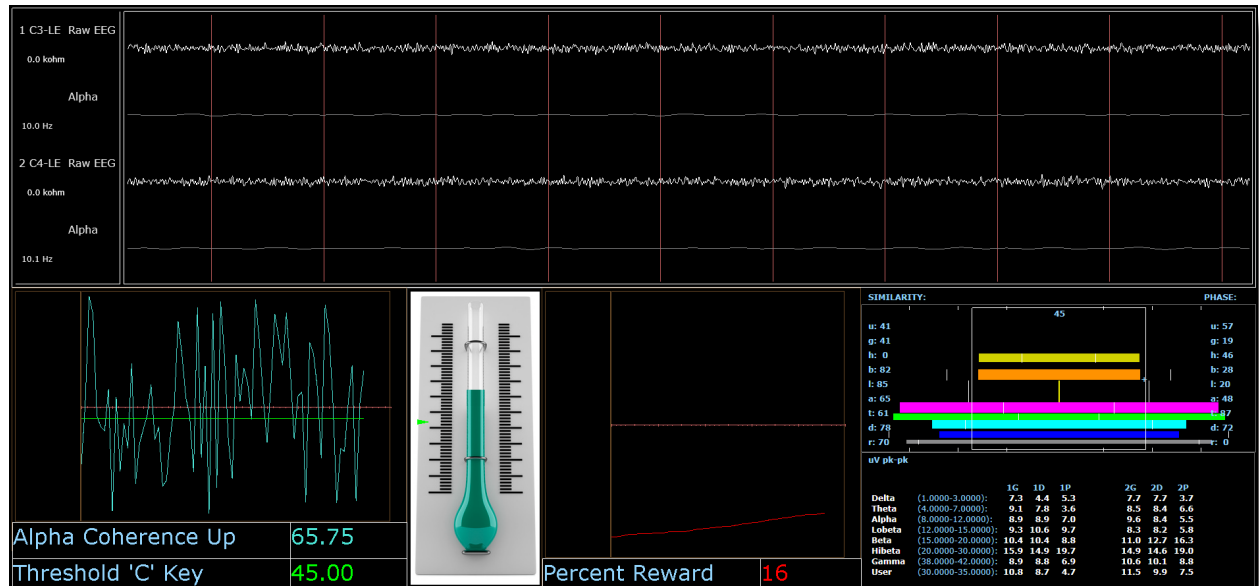 1 C3-LE Raw EEG
0.0 kohm
Alpha
10.0 Hz
2 C4-LE Raw EEG
0.0 kohm
Alpha
10.1 Hz
Alpha Coherence Up 65.75
Threshold 'C' Key 45.00
Percent Reward 16
SIMILARITY: PHASE:
45
u: 41 u: 57
g: 41 g: 19
h: 0 h: 46
b: 82 b: 28
l: 85 l: 20
a: 65 a: 48
t: 61 t: 87
d: 78 d: 72
r: 70 r: 0
uV pk-pk
1G 1D 1P 2G 2D 2P
Delta (1.0000-3.0000): 7.3 4.4 5.3 7.7 7.7 3.7
Theta (4.0000-7.0000): 9.1 7.8 3.6 8.5 8.4 6.6
Alpha (8.0000-12.0000): 8.9 8.9 7.0 9.6 8.4 5.5
Lobeta (12.0000-15.0000): 9.3 10.6 9.7 8.3 8.2 5.8
Beta (15.0000-20.0000): 10.4 10.4 8.8 11.0 12.7 16.3
Hibeta (20.0000-30.0000): 15.9 14.9 19.7 14.9 14.6 19.0
Gamma (38.0000-42.0000): 8.9 8.8 6.9 10.6 10.1 8.8
User (30.0000-35.0000): 10.8 8.7 4.7 11.5 9.9 7.5